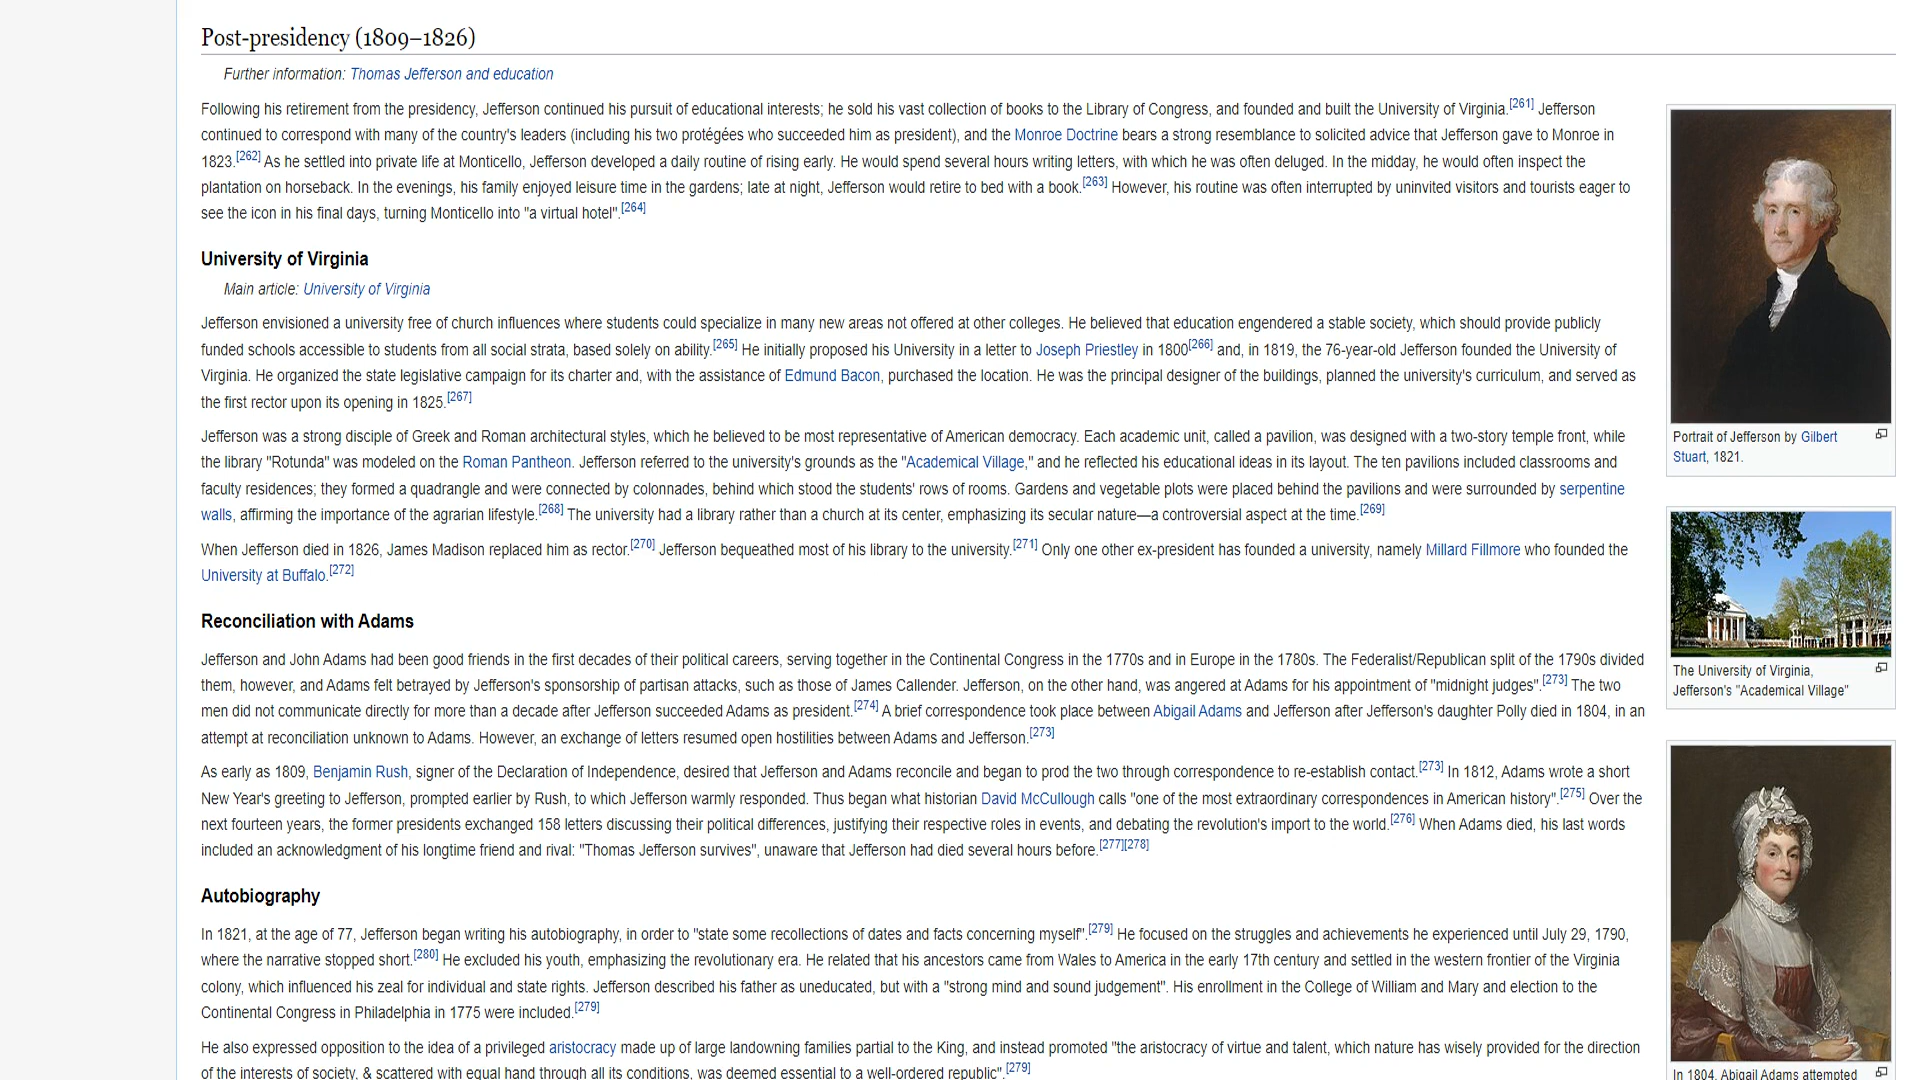 Post-presidency (1809–1826)
Further information: Thomas Jefferson and education
Following his retirement from the presidency, Jefferson continued his pursuit of educational interests; he sold his vast collection of books to the Library of Congress, and founded and built the University of Virginia.[261] Jefferson
continued to correspond with many of the country's leaders (including his two protégées who succeeded him as president), and the Monroe Doctrine bears a strong resemblance to solicited advice that Jefferson gave to Monroe in
1823.[262] As he settled into private life at Monticello, Jefferson developed a daily routine of rising early. He would spend several hours writing letters, with which he was often deluged. In the midday, he would often inspect the
plantation on horseback. In the evenings, his family enjoyed leisure time in the gardens; late at night, Jefferson would retire to bed with a book.[263] However, his routine was often interrupted by uninvited visitors and tourists eager to
see the icon in his final days, turning Monticello into "a virtual hotel".[264]
University of Virginia
Main article: University of Virginia
Jefferson envisioned a university free of church influences where students could specialize in many new areas not offered at other colleges. He believed that education engendered a stable society, which should provide publicly
funded schools accessible to students from all social strata, based solely on ability.[265] He initially proposed his University in a letter to Joseph Priestley in 1800[266] and, in 1819, the 76-year-old Jefferson founded the University of
Virginia. He organized the state legislative campaign for its charter and, with the assistance of Edmund Bacon, purchased the location. He was the principal designer of the buildings, planned the university's curriculum, and served as
the first rector upon its opening in 1825.[267]
Jefferson was a strong disciple of Greek and Roman architectural styles, which he believed to be most representative of American democracy. Each academic unit, called a pavilion, was designed with a two-story temple front, while
the library "Rotunda" was modeled on the Roman Pantheon. Jefferson referred to the university's grounds as the "Academical Village," and he reflected his educational ideas in its layout. The ten pavilions included classrooms and
faculty residences; they formed a quadrangle and were connected by colonnades, behind which stood the students' rows of rooms. Gardens and vegetable plots were placed behind the pavilions and were surrounded by serpentine
walls, affirming the importance of the agrarian lifestyle.[268] The university had a library rather than a church at its center, emphasizing its secular nature—a controversial aspect at the time.[269]
When Jefferson died in 1826, James Madison replaced him as rector.[270] Jefferson bequeathed most of his library to the university.[271] Only one other ex-president has founded a university, namely Millard Fillmore who founded the
University at Buffalo.[272]
Reconciliation with Adams
Jefferson and John Adams had been good friends in the first decades of their political careers, serving together in the Continental Congress in the 1770s and in Europe in the 1780s. The Federalist/Republican split of the 1790s divided
them, however, and Adams felt betrayed by Jefferson's sponsorship of partisan attacks, such as those of James Callender. Jefferson, on the other hand, was angered at Adams for his appointment of "midnight judges".[273] The two
men did not communicate directly for more than a decade after Jefferson succeeded Adams as president.[274] A brief correspondence took place between Abigail Adams and Jefferson after Jefferson's daughter Polly died in 1804, in an
attempt at reconciliation unknown to Adams. However, an exchange of letters resumed open hostilities between Adams and Jefferson.[273]
As early as 1809, Benjamin Rush, signer of the Declaration of Independence, desired that Jefferson and Adams reconcile and began to prod the two through correspondence to re-establish contact.[273] In 1812, Adams wrote a short
New Year's greeting to Jefferson, prompted earlier by Rush, to which Jefferson warmly responded. Thus began what historian David McCullough calls "one of the most extraordinary correspondences in American history".[275] Over the
next fourteen years, the former presidents exchanged 158 letters discussing their political differences, justifying their respective roles in events, and debating the revolution's import to the world.[276] When Adams died, his last words
included an acknowledgment of his longtime friend and rival: "Thomas Jefferson survives", unaware that Jefferson had died several hours before.[277][278]
Autobiography
In 1821, at the age of 77, Jefferson began writing his autobiography, in order to "state some recollections of dates and facts concerning myself".[279] He focused on the struggles and achievements he experienced until July 29, 1790,
where the narrative stopped short.[280] He excluded his youth, emphasizing the revolutionary era. He related that his ancestors came from Wales to America in the early 17th century and settled in the western frontier of the Virginia
colony, which influenced his zeal for individual and state rights. Jefferson described his father as uneducated, but with a "strong mind and sound judgement". His enrollment in the College of William and Mary and election to the
Continental Congress in Philadelphia in 1775 were included.[279]
He also expressed opposition to the idea of a privileged aristocracy made up of large landowning families partial to the King, and instead promoted "the aristocracy of virtue and talent, which nature has wisely provided for the direction
of the interests of society, & scattered with equal hand through all its conditions, was deemed essential to a well-ordered republic".[279]
Portrait of Jefferson by Gilbert
Stuart, 1821.
The University of Virginia,
Jefferson's "Academical Village"
In 1804, Abigail Adams attempted